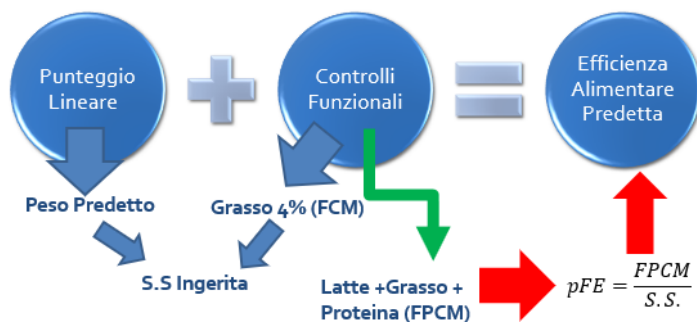 Punteggio
Lineare
Controlli
Funzionali
Efficienza
Alimentare
Predetta
Peso Predetto
Grasso 4% (FCM)
S.S Ingerita
Latte +Grasso +
Proteina (FPCM)
pFE = FPCM / S.S.